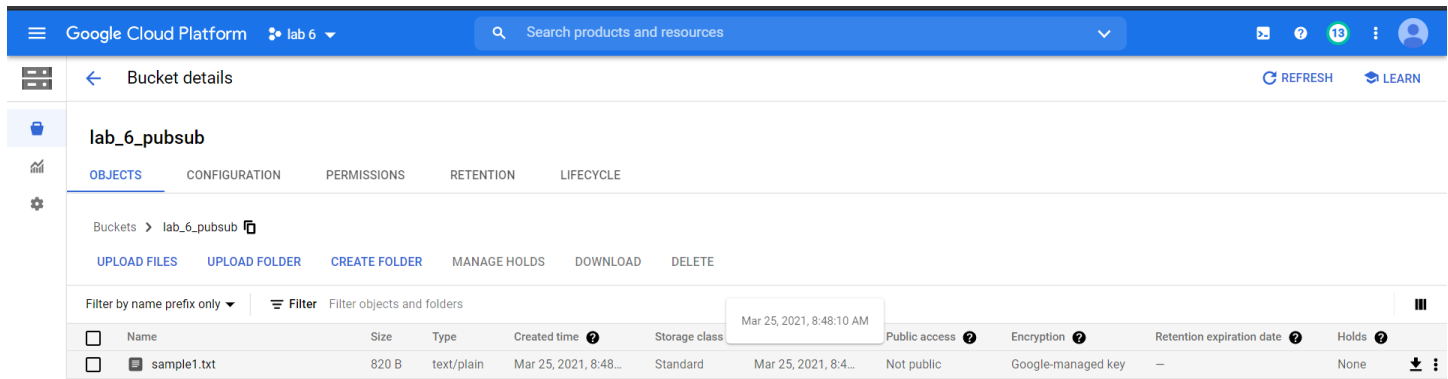 Google Cloud Platform lab 6 Search products and resources 13
Bucket details REFRESH LEARN
lab_6_pubsub
OBJECTS CONFIGURATION PERMISSIONS RETENTION LIFECYCLE
Buckets > lab_6_pubsub
UPLOAD FILES UPLOAD FOLDER CREATE FOLDER MANAGE HOLDS DOWNLOAD DELETE
Filter by name prefix only Filter Filter objects and folders
Mar 25, 2021, 8:48:10 AM
Name Size Type Created time Storage class Public access Encryption Retention expiration date Holds
sample1.txt 820 B text/plain Mar 25, 2021, 8:48... Standard Mar 25, 2021, 8:4... Not public Google-managed key — None